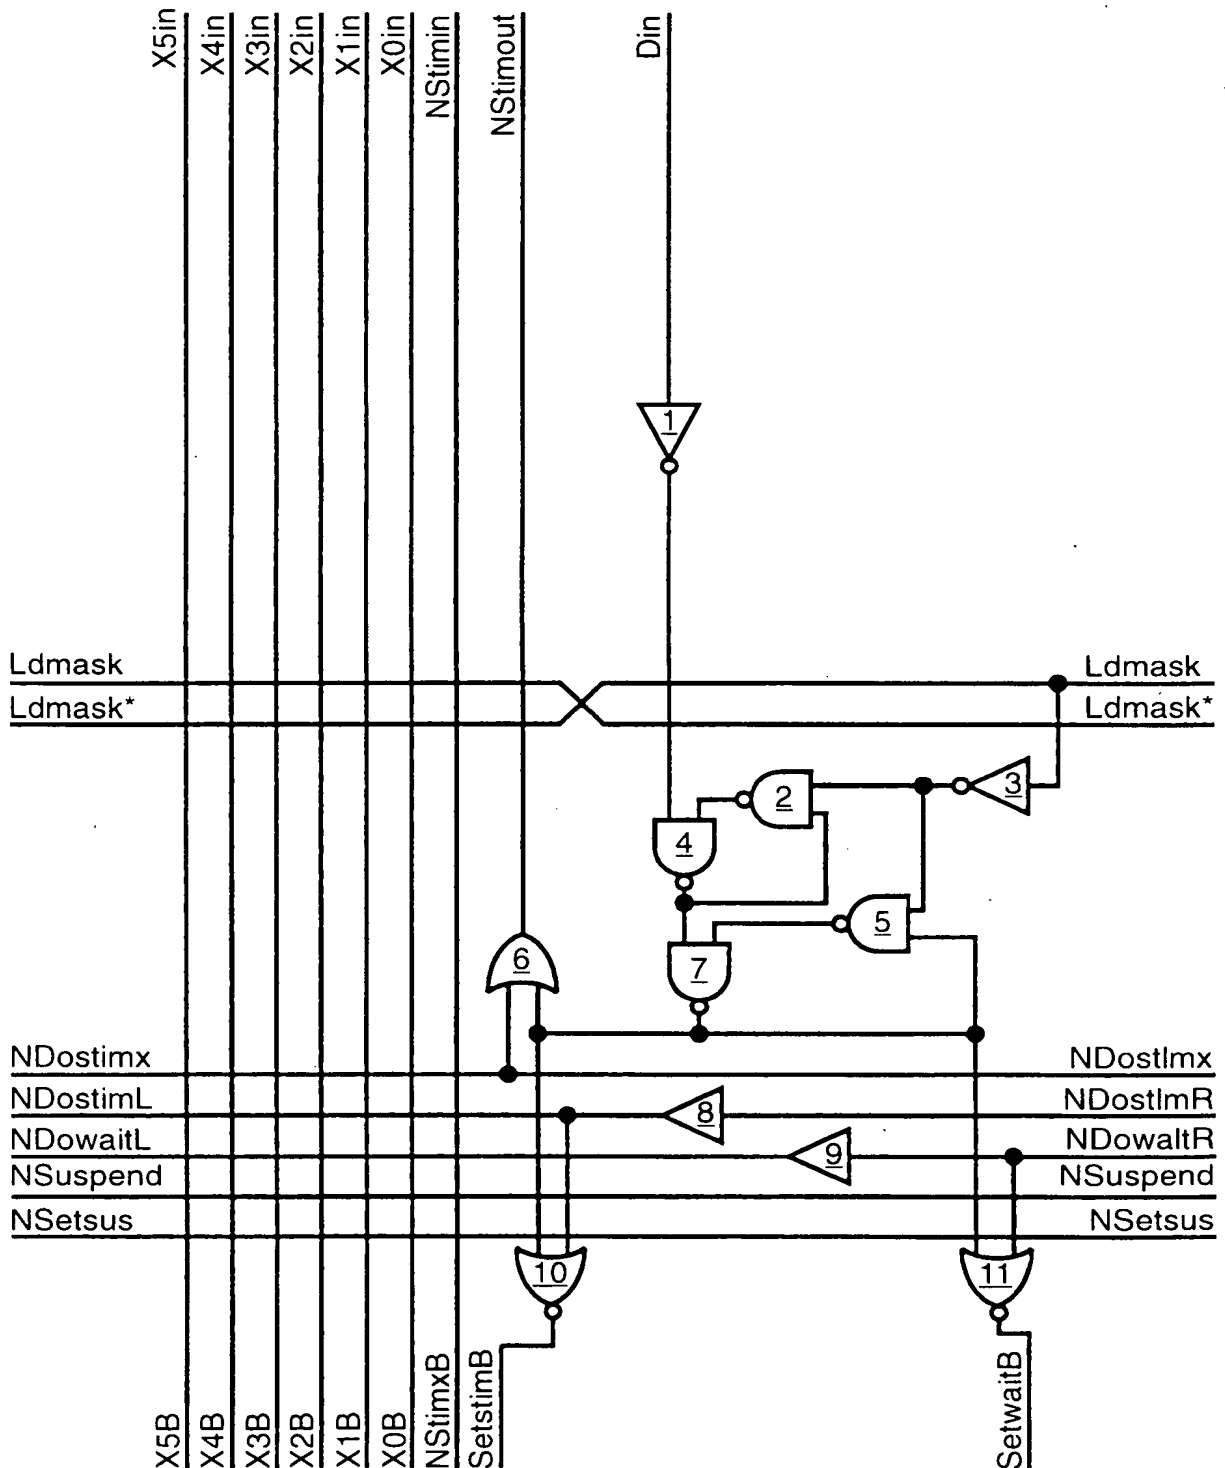 X5in
X4in
X3in
X2in
X1in
X0in
NStimin
NStimout
Din
1
Ldmask
Ldmask
Ldmask*
Ldmask*
3
2
4
5
6
7
NDostimx
NDostImx
NDostimL
8
NDostImR
NDowaitL
9
NDowaltR
NSuspend
NSuspend
NSetsus
NSetsus
10
11
X5B
X4B
X3B
X2B
X1B
X0B
NStimxB
SetstimB
SetwaitB